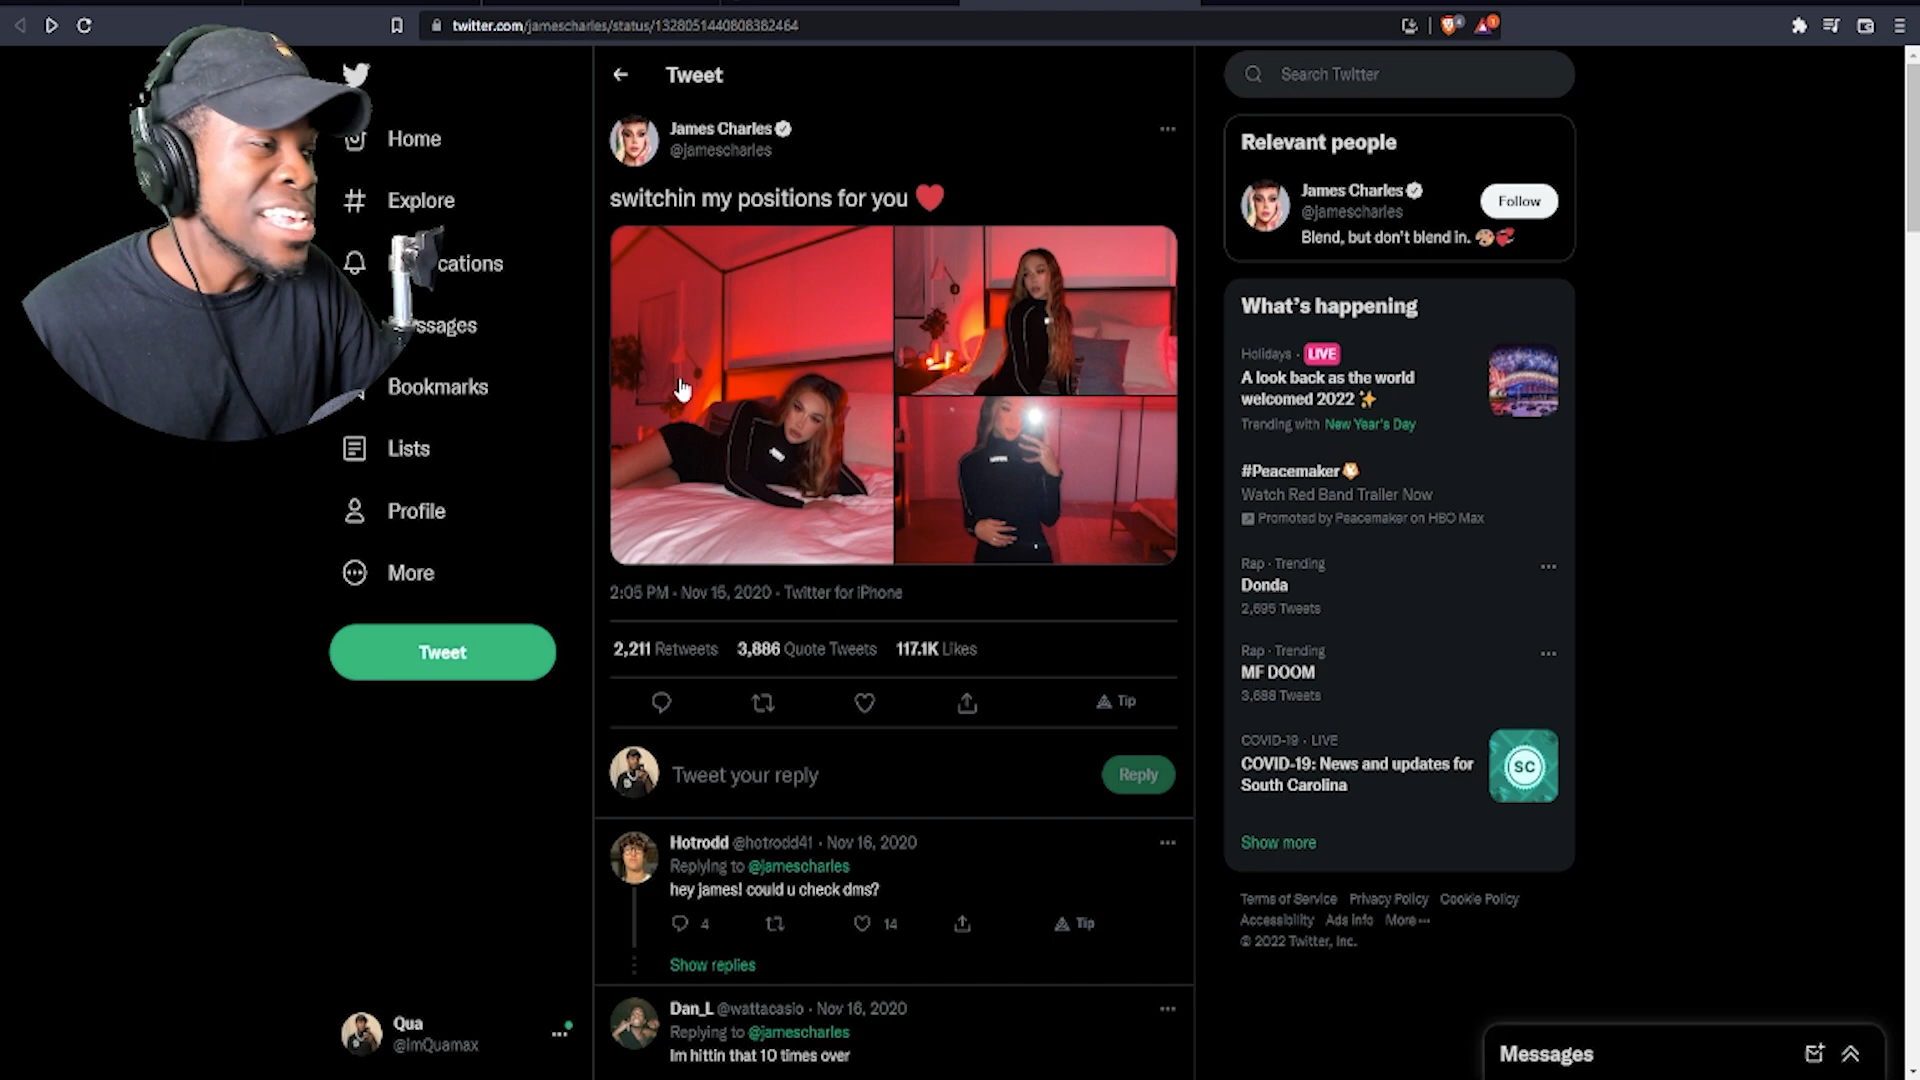 twitter.com/jamescharles/status/1328051440808382464
Home
Explore
cations
ssages
Bookmarks
Lists
Profile
More
Tweet
Qua
@ImQuamax
Tweet
James Charles
@jamescharles
switchin my positions for you ❤️
2:05 PM · Nov 15, 2020 · Twitter for iPhone
2,211 Retweets 3,886 Quote Tweets 117.1K Likes
Tip
Tweet your reply
Reply
Hotrodd @hotrodd41 · Nov 16, 2020
Replying to @jamescharles
hey james! could u check dms?
4 14 Tip
Show replies
Dan_L @wattacasio · Nov 16, 2020
Replying to @jamescharles
Im hittin that 10 times over
Search Twitter
Relevant people
James Charles
@jamescharles
Follow
Blend, but don't blend in. 🎨💞
What's happening
Holidays · LIVE
A look back as the world
welcomed 2022 ✨
Trending with New Year's Day
#Peacemaker
Watch Red Band Trailer Now
Promoted by Peacemaker on HBO Max
Rap · Trending
Donda
2,695 Tweets
Rap · Trending
MF DOOM
3,688 Tweets
COVID-19 · LIVE
COVID-19: News and updates for
South Carolina
SC
Show more
Terms of Service Privacy Policy Cookie Policy
Accessibility Ads info More ···
© 2022 Twitter, Inc.
Messages